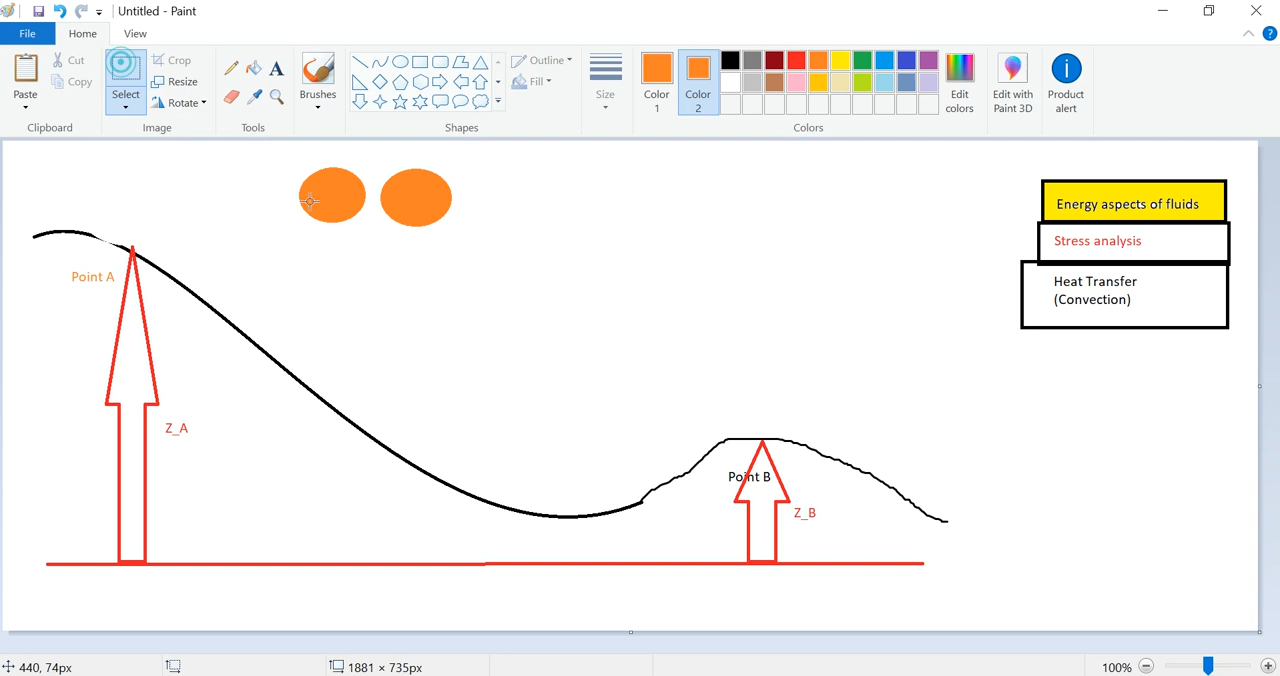 Untitled - Paint
File
Home
View
Paste
Cut
Copy
Clipboard
Select
Crop
Resize
Rotate
Image
A
Tools
Brushes
Shapes
Outline
Fill
Size
Color
1
Color
2
Colors
Edit
colors
Edit with
Paint 3D
Product
alert
?
Energy aspects of fluids
Stress analysis
Heat Transfer
(Convection)
Point A
Z_A
Point B
Z_B
440, 74px
1881 × 735px
100%